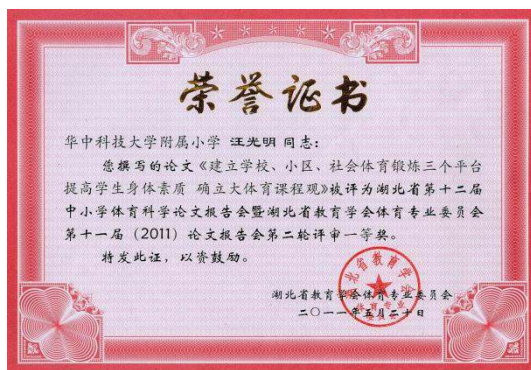 荣誉证书
华中科技大学附属小学 汪光明 同志：
您撰写的论文《建立学校、小区、社会体育锻炼三个平台
提高学生身体素质 确立大体育课程观》被评为湖北省第十二届
中小学体育科学论文报告会暨湖北省教育学会体育专业委员会
第十一届（2011）论文报告会第二轮评审一等奖。
特发此证，以资鼓励。
湖北省教育学会体育专业委员会
二〇一一年五月二十日